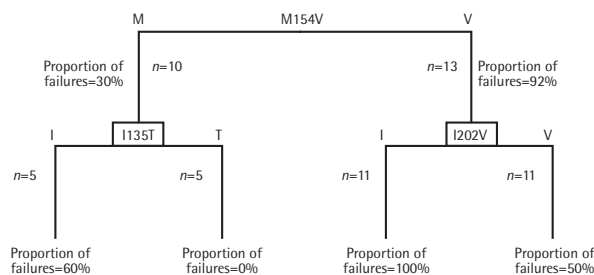 M M154V V
Proportion of failures=30%
n=10
n=13
Proportion of failures=92%
I I135T T
I I202V V
n=5
n=5
n=11
n=11
Proportion of failures=60%
Proportion of failures=0%
Proportion of failures=100%
Proportion of failures=50%